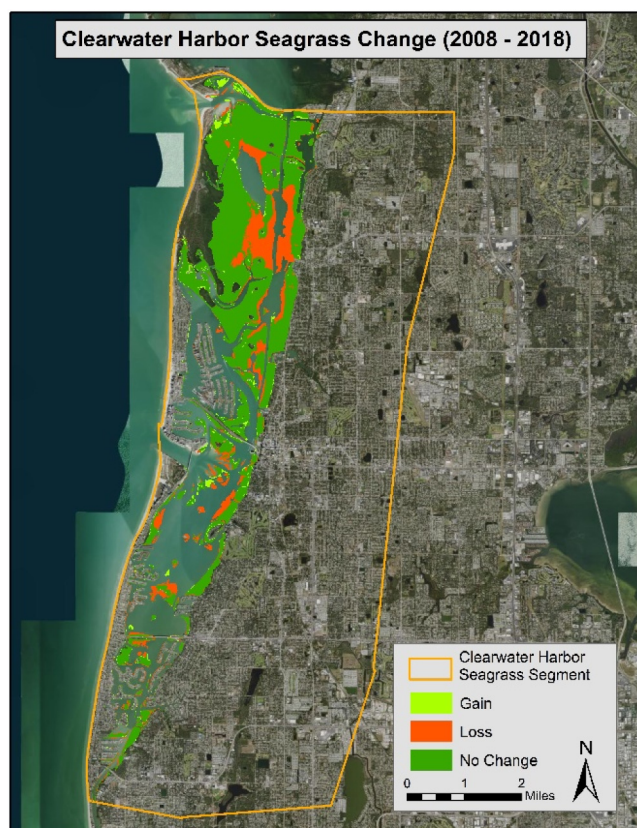 Clearwater Harbor Seagrass Change (2008 - 2018)
Clearwater Harbor
Seagrass Segment
Gain
Loss
No Change
N
0 1 2
Miles